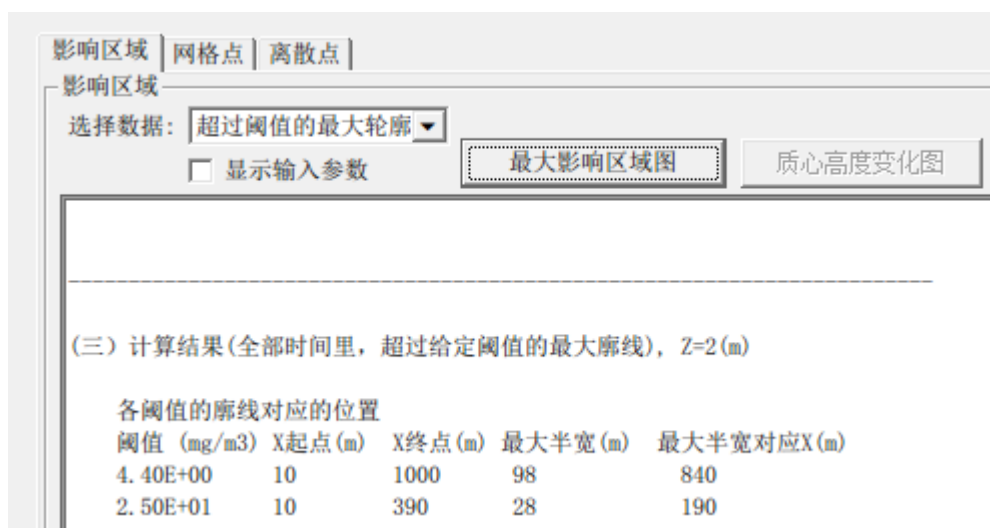 影响区域 网格点 离散点
影响区域
选择数据: 超过阈值的最大轮廓
显示输入参数 最大影响区域图 质心高度变化图
(三）计算结果(全部时间里，超过给定阈值的最大廓线), Z=2(m)
各阈值的廓线对应的位置
阈值 (mg/m3) X起点(m) X终点(m) 最大半宽(m) 最大半宽对应X(m)
4.40E+00 10 1000 98 840
2.50E+01 10 390 28 190